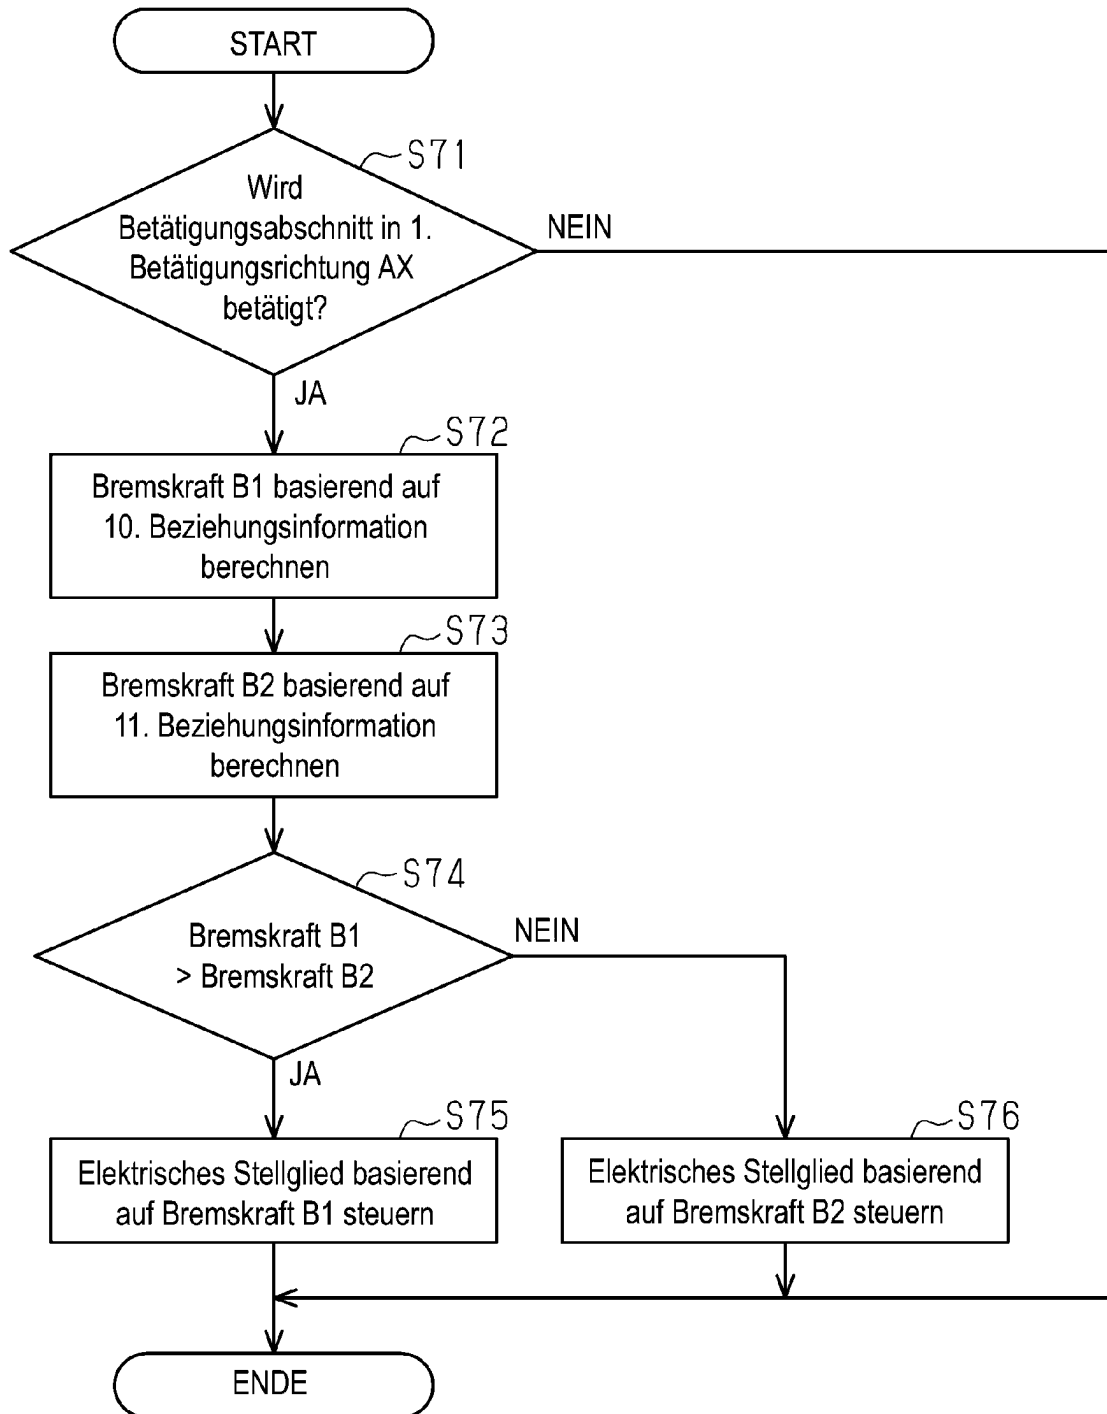 START
S71
Wird
Betätigungsabschnitt in 1.
Betätigungsrichtung AX
betätigt?
NEIN
JA
S72
Bremskraft B1 basierend auf
10. Beziehungsinformation
berechnen
S73
Bremskraft B2 basierend auf
11. Beziehungsinformation
berechnen
S74
Bremskraft B1
> Bremskraft B2
NEIN
JA
S75
Elektrisches Stellglied basierend
auf Bremskraft B1 steuern
S76
Elektrisches Stellglied basierend
auf Bremskraft B2 steuern
ENDE